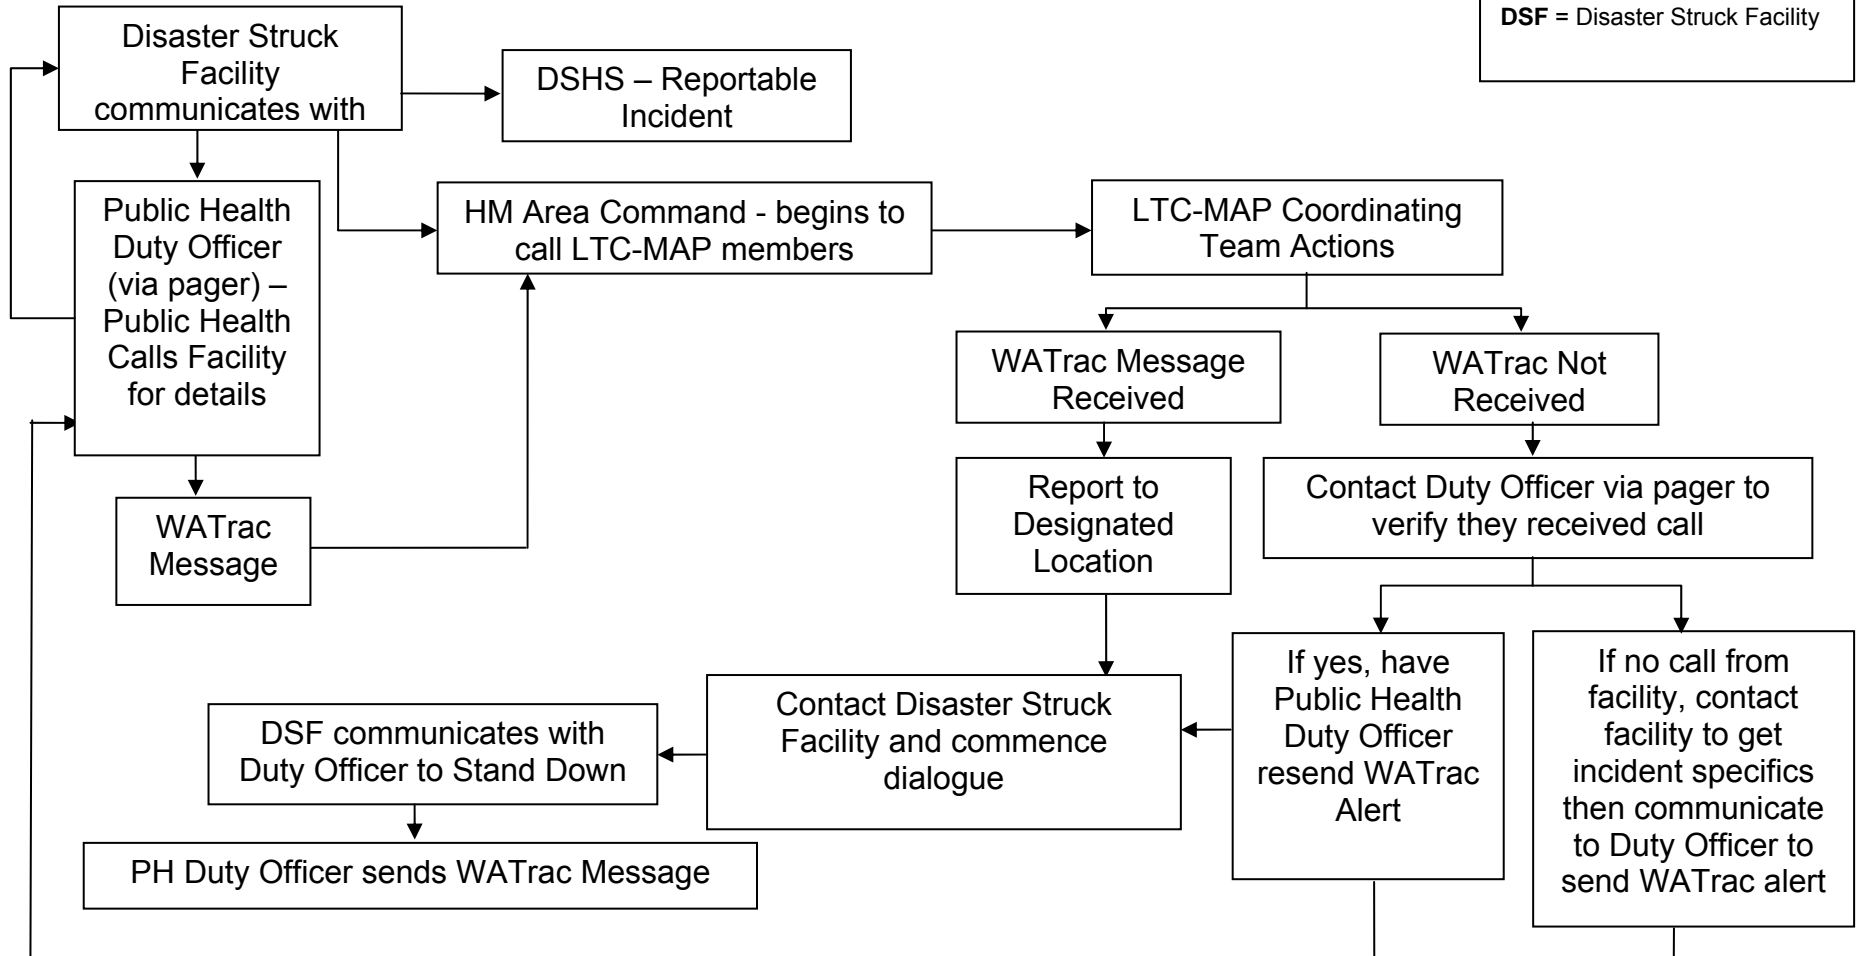 DSF = Disaster Struck Facility
Disaster Struck
Facility
communicates with
DSHS – Reportable
Incident
Public Health
Duty Officer
(via pager) –
Public Health
Calls Facility
for details
HM Area Command - begins to
call LTC-MAP members
LTC-MAP Coordinating
Team Actions
WATrac Message
Received
WATrac Not
Received
WATrac
Message
Report to
Designated
Location
Contact Duty Officer via pager to
verify they received call
If yes, have
Public Health
Duty Officer
resend WATrac
Alert
If no call from
facility, contact
facility to get
incident specifics
then communicate
to Duty Officer to
send WATrac alert
Contact Disaster Struck
Facility and commence
dialogue
DSF communicates with
Duty Officer to Stand Down
PH Duty Officer sends WATrac Message